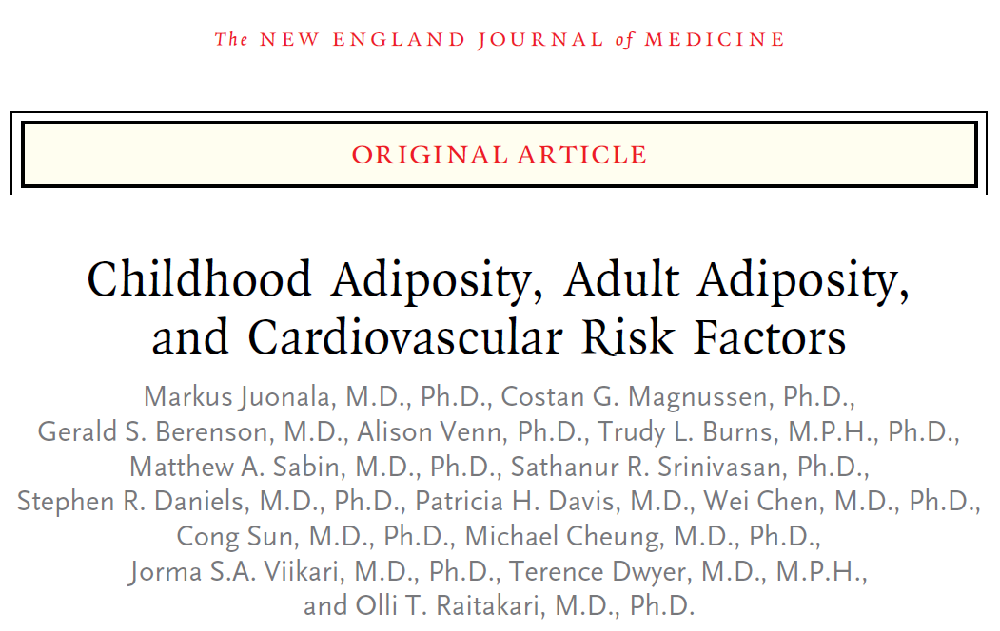 The NEW ENGLAND JOURNAL of MEDICINE
ORIGINAL ARTICLE
Childhood Adiposity, Adult Adiposity,
and Cardiovascular Risk Factors
Markus Juonala, M.D., Ph.D., Costan G. Magnussen, Ph.D.,
Gerald S. Berenson, M.D., Alison Venn, Ph.D., Trudy L. Burns, M.P.H., Ph.D.,
Matthew A. Sabin, M.D., Ph.D., Sathanur R. Srinivasan, Ph.D.,
Stephen R. Daniels, M.D., Ph.D., Patricia H. Davis, M.D., Wei Chen, M.D., Ph.D.,
Cong Sun, M.D., Ph.D., Michael Cheung, M.D., Ph.D.,
Jorma S.A. Viikari, M.D., Ph.D., Terence Dwyer, M.D., M.P.H.,
and Olli T. Raitakari, M.D., Ph.D.